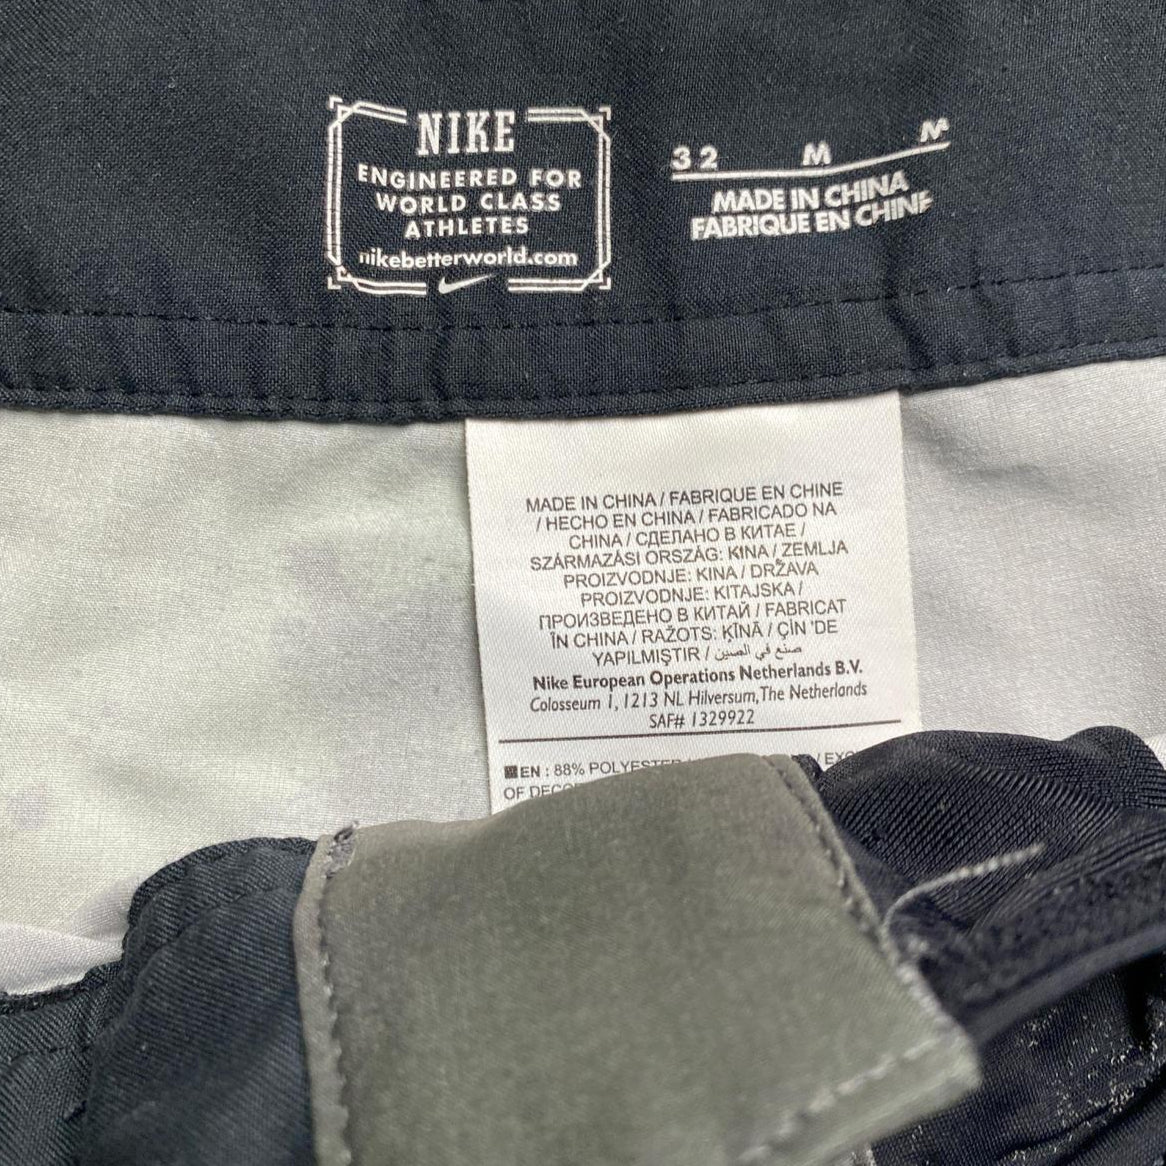 NIKE
ENGINEERED FOR
WORLD CLASS
ATHLETES
nikebetterworld.com
32 M M
MADE IN CHINA
FABRIQUE EN CHINE
MADE IN CHINA / FABRIQUE EN CHINE
/ HECHO EN CHINA / FABRICADO NA
CHINA / СДЕЛАНО В КИТАЕ /
SZÁRMAZÁSI ORSZÁG: KINA / ZEMLJA
PROIZVODNJE: KINA / DRŽAVA
PROIZVODNJE: KITAJSKA /
ПРОИЗВЕДЕНО В КИТАЙ / FABRICAT
ÎN CHINA / RAŽOTS: ĶĪNĀ / ÇİN 'DE
YAPILMIŞTIR / صنع في الصين
Nike European Operations Netherlands B.V.
Colosseum 1, 1213 NL Hilversum, The Netherlands
SAF# 1329922
EN : 88% POLYESTER
OF